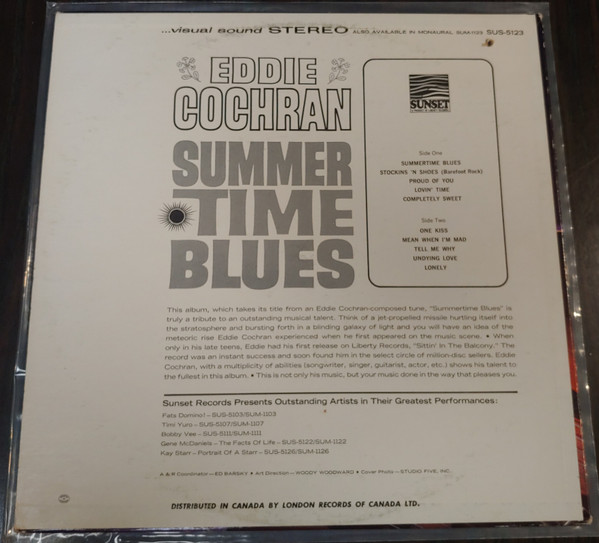 ...visual sound STEREO ALSO AVAILABLE IN MONAURAL SUM-1123 SUS-5123
EDDIE
COCHRAN
SUMMER
TIME
BLUES
SUNSET
Side One
SUMMERTIME BLUES
STOCKIN'S 'N SHOES (Barefoot Rock)
PROUD OF YOU
LOVIN' TIME
COMPLETELY SWEET
Side Two
ONE KISS
MEAN WHEN I'M MAD
TELL ME WHY
UNDYING LOVE
LONELY
This album, which takes its title from an Eddie Cochran-composed tune, "Summertime Blues" is
truly a tribute to an outstanding musical talent. Think of a jet-propelled missile hurtling itself into
the stratosphere and bursting forth in a blinding galaxy of light and you will have an idea of the
meteoric rise Eddie Cochran experienced when he first appeared on the music scene. • When
only in his late teens, Eddie had his first release on Liberty Records, "Sittin' In The Balcony." The
record was an instant success and soon found him in the select circle of million-disc sellers. Eddie
Cochran, with a multiplicity of abilities (songwriter, singer, guitarist, actor, etc.) shows his talent to
the fullest in this album. • This is not only his music, but your music done in the way that pleases you.
Sunset Records Presents Outstanding Artists in Their Greatest Performances:
Fats Domino! – SUS-5103/SUM-1103
Timi Yuro – SUS-5107/SUM-1107
Bobby Vee – SUS-5111/SUM-1111
Gene McDaniels – The Facts Of Life – SUS-5122/SUM-1122
Kay Starr – Portrait Of A Starr – SUS-5126/SUM-1126
A & R Coordinator – ED BARSKY • Art Direction – WOODY WOODWARD • Cover Photo – STUDIO FIVE, INC.
DISTRIBUTED IN CANADA BY LONDON RECORDS OF CANADA LTD.